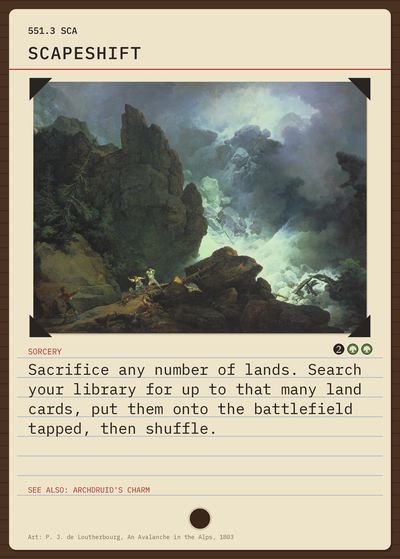 551.3 SCA
SCAPESHIFT
SORCERY
2
Sacrifice any number of lands. Search
your library for up to that many land
cards, put them onto the battlefield
tapped, then shuffle.
SEE ALSO: ARCHDRUID'S CHARM
Art: P. J. de Loutherbourg, An Avalanche in the Alps, 1803